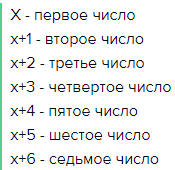 X - первое число
x+1 - второе число
x+2 - третье число
x+3 - четвертое число
x+4 - пятое число
x+5 - шестое число
x+6 - седьмое число